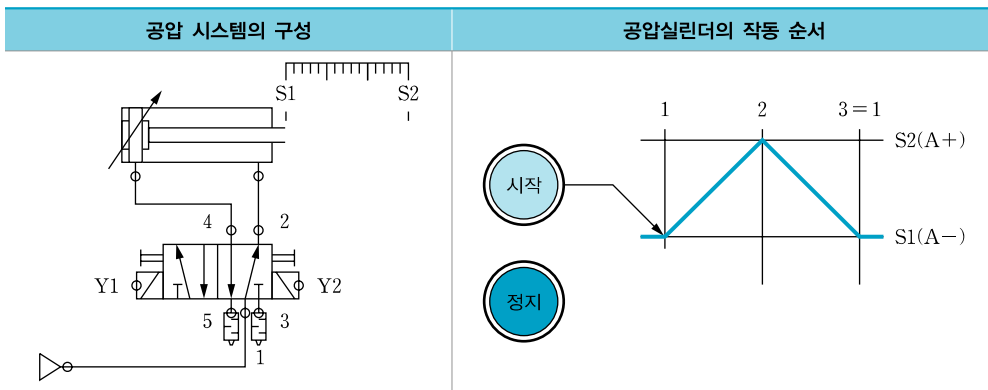 공압 시스템의 구성
공압실린더의 작동 순서
S1
S2
4
2
Y1
Y2
5
3
1
1
2
3=1
S2(A+)
시작
S1(A-)
정지